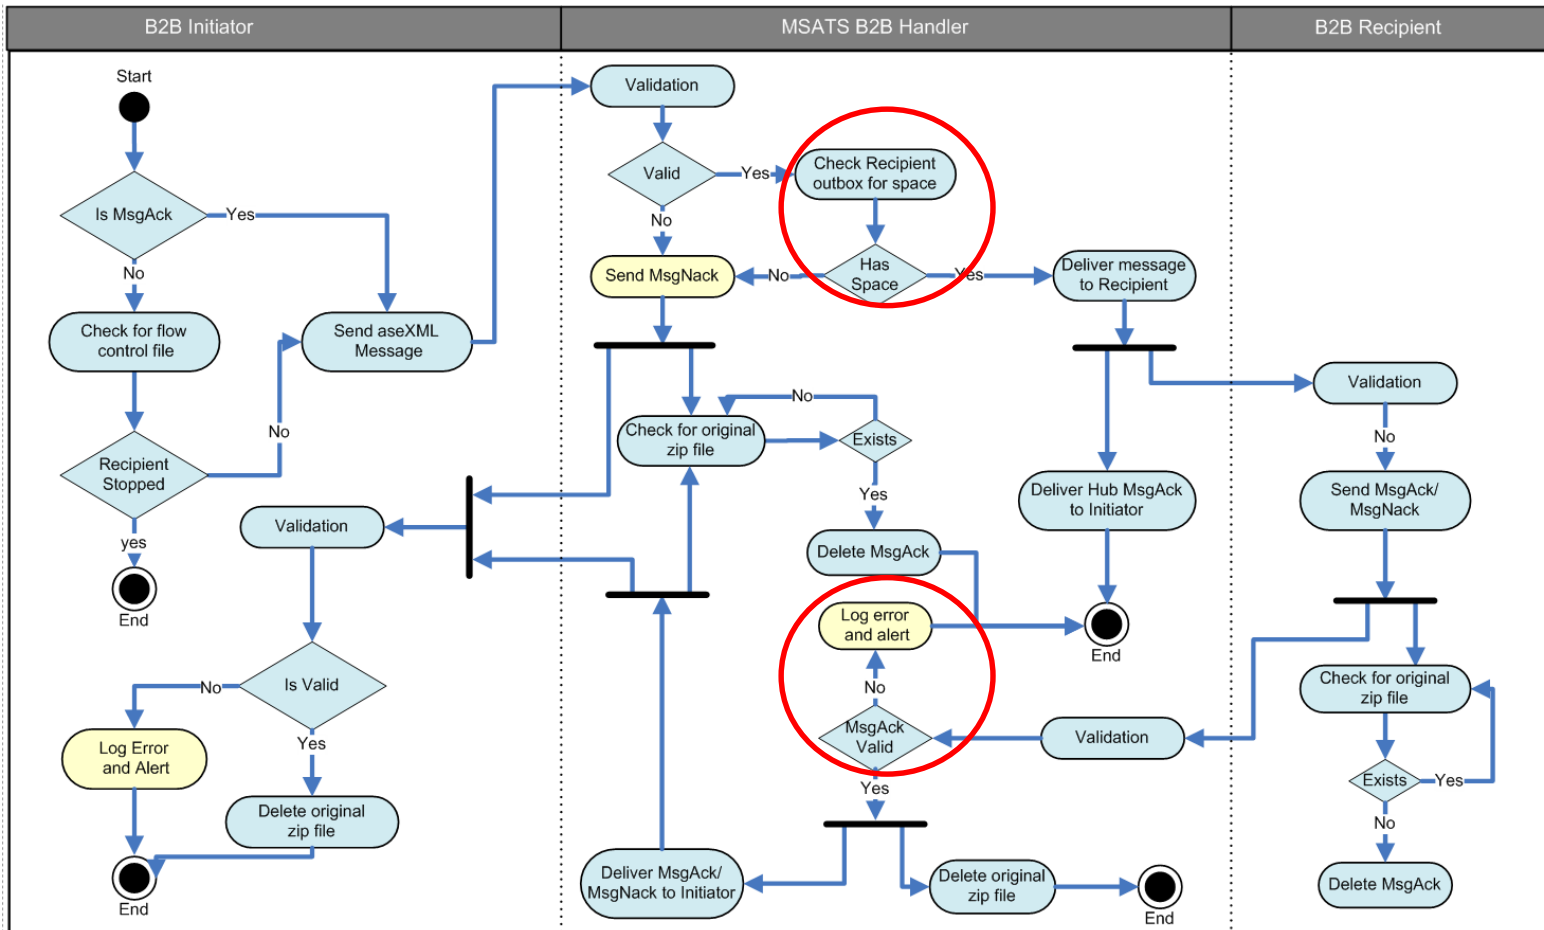 B2B Initiator
MSATS B2B Handler
B2B Recipient
Start
Is MsgAck
Yes
No
Check for flow
control file
Send aseXML
Message
No
Recipient
Stopped
yes
End
Validation
Is Valid
No
Yes
Log Error
and Alert
Delete original
zip file
End
Validation
Valid
Yes
No
Check Recipient
outbox for space
Send MsgNack
No
Has
Space
Yes
Deliver message
to Recipient
No
Check for original
zip file
Exists
Yes
Delete MsgAck
Deliver Hub MsgAck
to Initiator
Log error
and alert
End
No
MsgAck
Valid
Validation
Yes
Deliver MsgAck/
MsgNack to Initiator
Delete original
zip file
End
Validation
No
Send MsgAck/
MsgNack
Check for original
zip file
Exists
Yes
No
Delete MsgAck